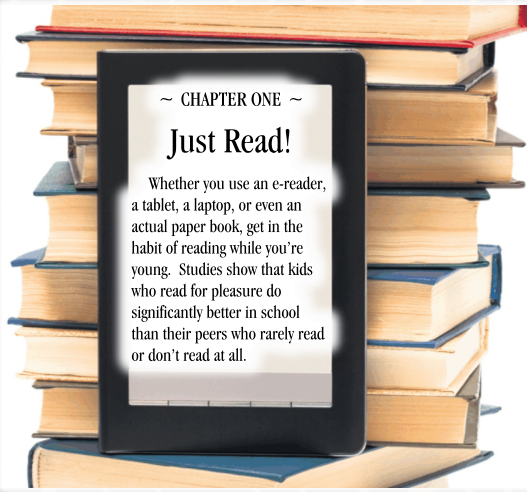 ~ CHAPTER ONE ~
Just Read!
Whether you use an e-reader,
a tablet, a laptop, or even an
actual paper book, get in the
habit of reading while you're
young.  Studies show that kids
who read for pleasure do
significantly better in school
than their peers who rarely read
or don't read at all.